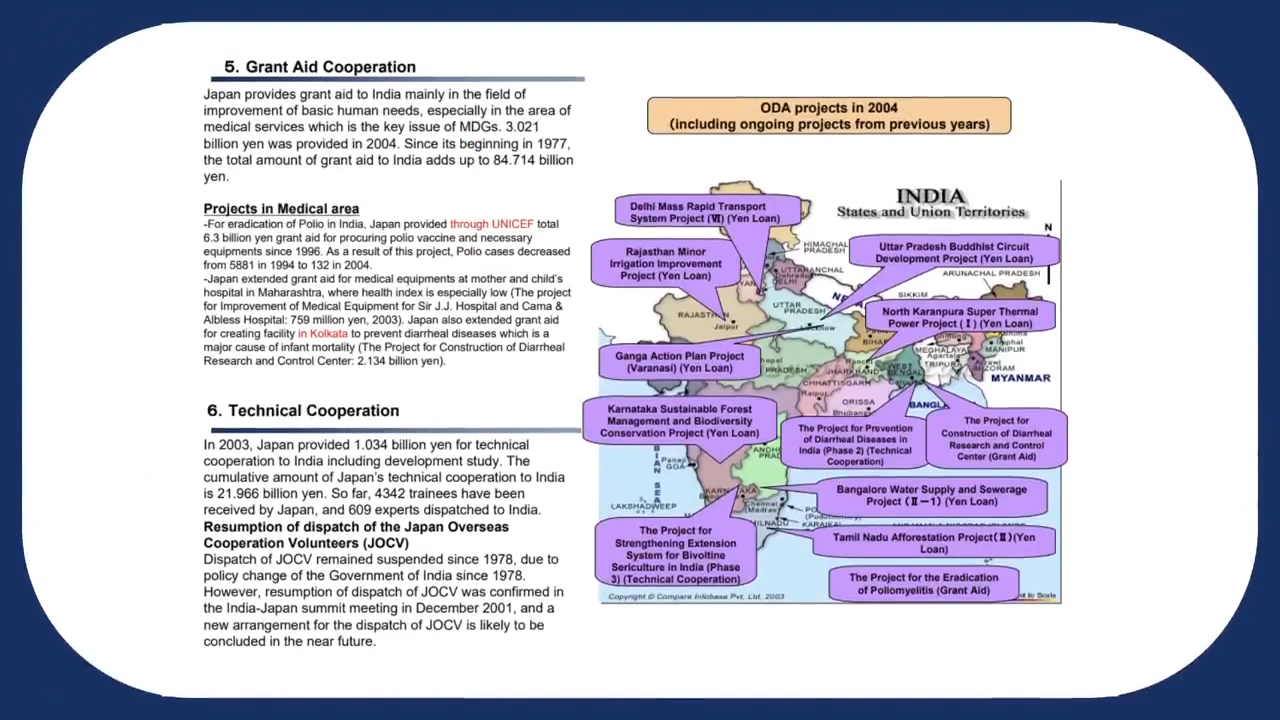 5. Grant Aid Cooperation
Japan provides grant aid to India mainly in the field of
improvement of basic human needs, especially in the area of
medical services which is the key issue of MDGs. 3.021
billion yen was provided in 2004. Since its beginning in 1977,
the total amount of grant aid to India adds up to 84.714 billion
yen.
Projects in Medical area
-For eradication of Polio in India, Japan provided through UNICEF total
6.3 billion yen grant aid for procuring polio vaccine and necessary
equipments since 1996. As a result of this project, Polio cases decreased
from 5881 in 1994 to 132 in 2004.
-Japan extended grant aid for medical equipments at mother and child's
hospital in Maharashtra, where health index is especially low (The project
for Improvement of Medical Equipment for Sir J.J. Hospital and Cama &
Albless Hospital: 759 million yen, 2003). Japan also extended grant aid
for creating facility in Kolkata to prevent diarrheal diseases which is a
major cause of infant mortality (The Project for Construction of Diarrheal
Research and Control Center: 2.134 billion yen).
6. Technical Cooperation
In 2003, Japan provided 1.034 billion yen for technical
cooperation to India including development study. The
cumulative amount of Japan's technical cooperation to India
is 21.966 billion yen. So far, 4342 trainees have been
received by Japan, and 609 experts dispatched to India.
Resumption of dispatch of the Japan Overseas
Cooperation Volunteers (JOCV)
Dispatch of JOCV remained suspended since 1978, due to
policy change of the Government of India since 1978.
However, resumption of dispatch of JOCV was confirmed in
the India-Japan summit meeting in December 2001, and a
new arrangement for the dispatch of JOCV is likely to be
concluded in the near future.
ODA projects in 2004
(including ongoing projects from previous years)
INDIA
States and Union Territories
N
Delhi Mass Rapid Transport
System Project (Ⅵ) (Yen Loan)
Rajasthan Minor
Irrigation Improvement
Project (Yen Loan)
Uttar Pradesh Buddhist Circuit
Development Project (Yen Loan)
HIMACHAL
PRADESH
UTTARANCHAL
DELHI
ARUNACHAL PRADESH
SIKKIM
UTTAR
PRADESH
North Karanpura Super Thermal
Power Project (Ⅰ) (Yen Loan)
Jaipur
MANIPUR
MEGHALAYA
Agartala
TRIPURA
Ganga Action Plan Project
(Varanasi) (Yen Loan)
PRADESH
JHARKHAND
WEST
BENGAL
MYANMAR
CHHATTISGARH
Raipur
ORISSA
Karnataka Sustainable Forest
Management and Biodiversity
Conservation Project (Yen Loan)
The Project for Prevention
of Diarrheal Diseases in
India (Phase 2) (Technical
Cooperation)
The Project for
Construction of Diarrheal
Research and Control
Center (Grant Aid)
GOA
LAKSHADWEEP
Chennai
(Madras)
Bangalore Water Supply and Sewerage
Project (Ⅱ－1) (Yen Loan)
The Project for
Strengthening Extension
System for Bivoltine
Sericulture in India (Phase
3) (Technical Cooperation)
Tamil Nadu Afforestation Project(Ⅱ)(Yen
Loan)
The Project for the Eradication
of Poliomyelitis (Grant Aid)
Copyright © Compare Infobase Pvt. Ltd. 2003